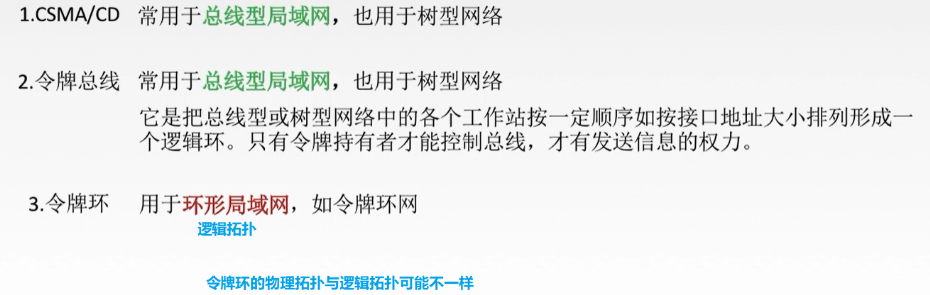 1.CSMA/CD 常用于总线型局域网，也用于树型网络
2.令牌总线 常用于总线型局域网，也用于树型网络
它是把总线型或树型网络中的各个工作站按一定顺序如按接口地址大小排列形成一
个逻辑环。只有令牌持有者才能控制总线，才有发送信息的权力。
3.令牌环 用于环形局域网，如令牌环网
逻辑拓扑
令牌环的物理拓扑与逻辑拓扑可能不一样